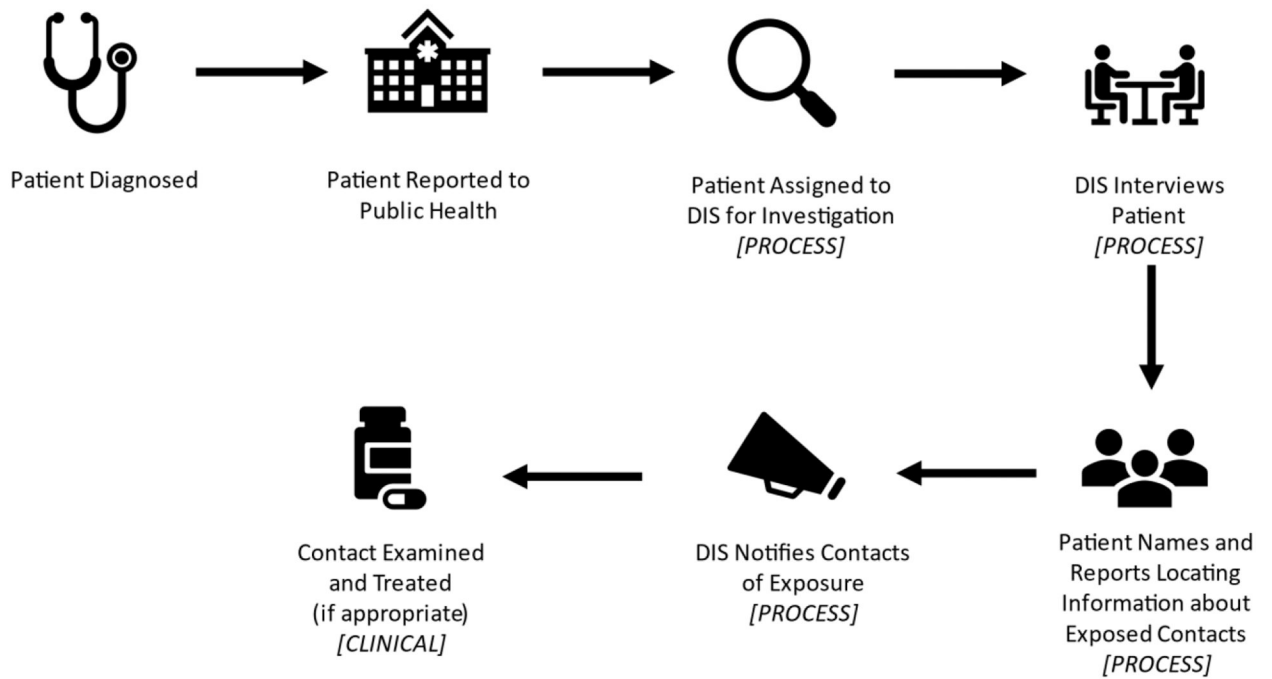 Patient Diagnosed
Patient Reported to
Public Health
Patient Assigned to
DIS for Investigation
[PROCESS]
DIS Interviews
Patient
[PROCESS]
Patient Names and
Reports Locating
Information about
Exposed Contacts
[PROCESS]
DIS Notifies Contacts
of Exposure
[PROCESS]
Contact Examined
and Treated
(if appropriate)
[CLINICAL]